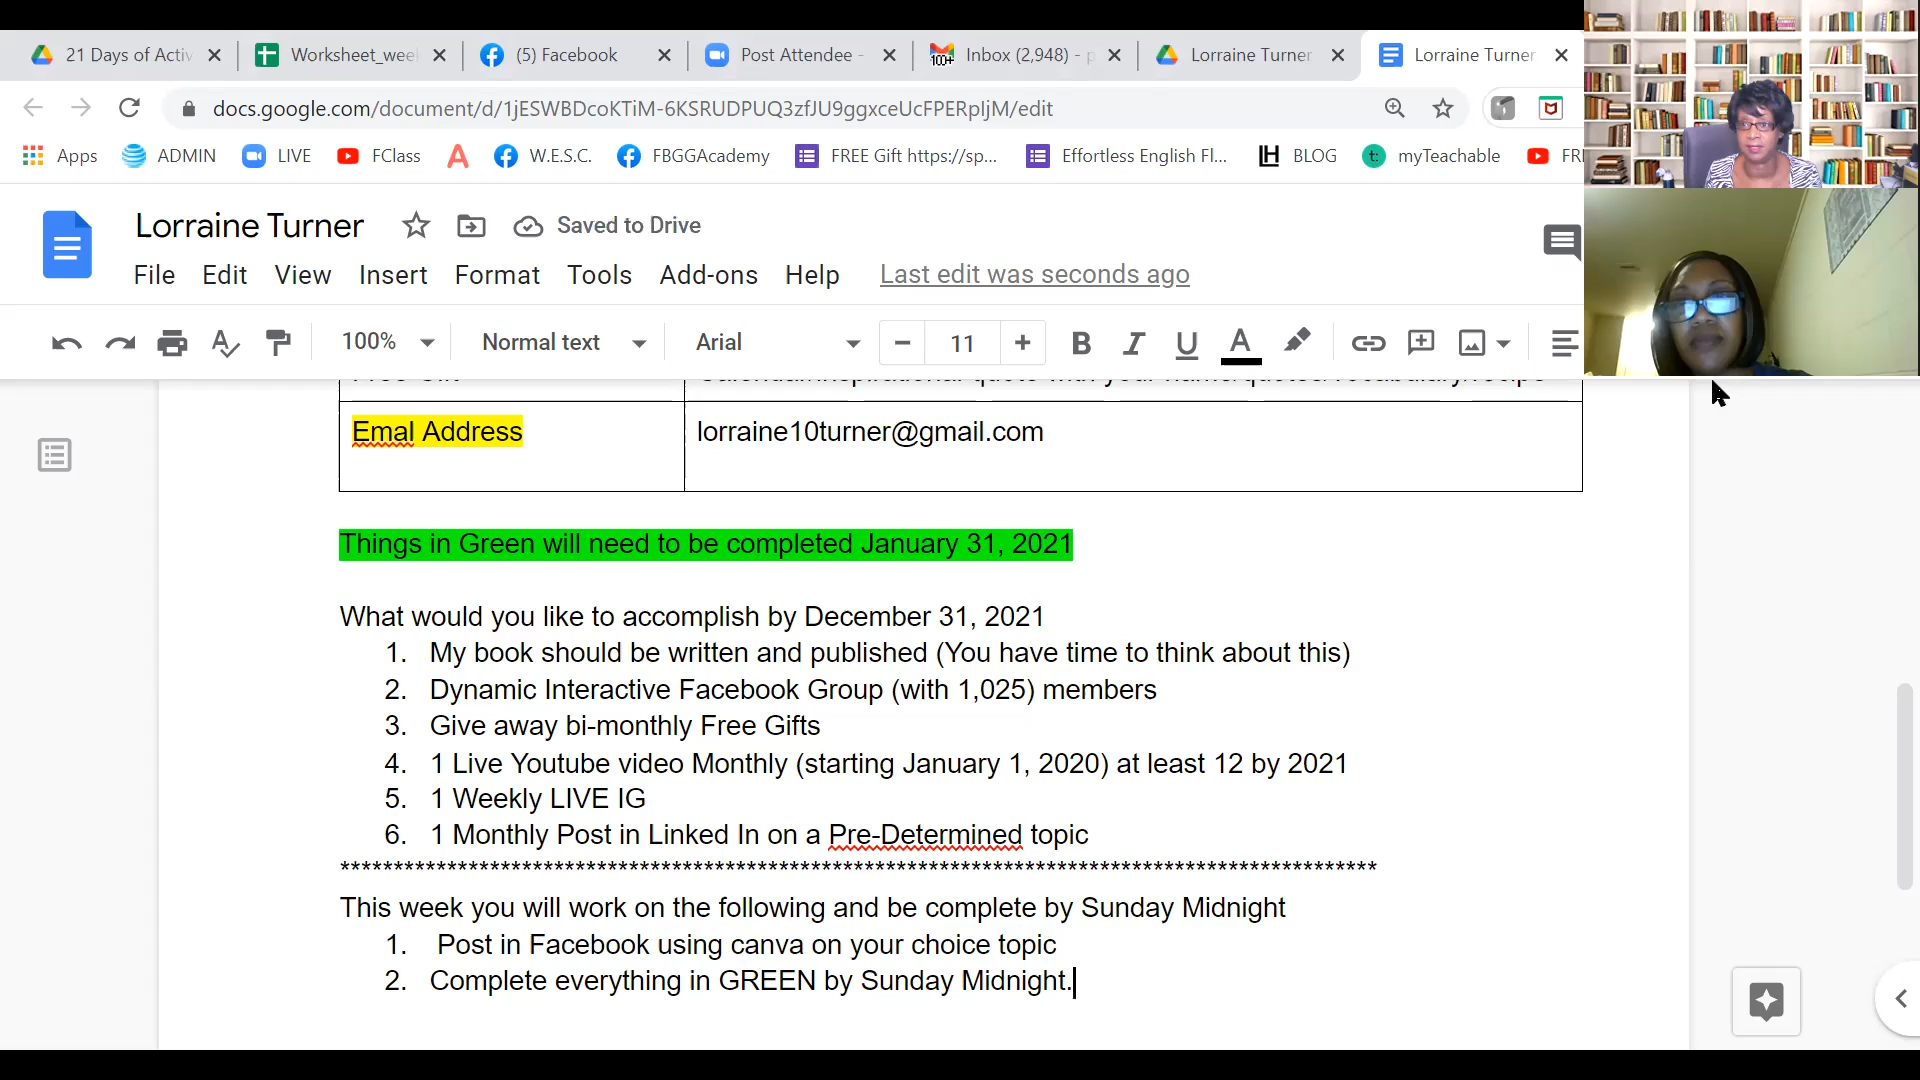 21 Days of Activ
Worksheet_wee
(5) Facebook
Post Attendee -
Inbox (2,948) - p
Lorraine Turner
Lorraine Turner
docs.google.com/document/d/1jESWBDcoKTiM-6KSRUDPUQ3zfJU9ggxceUcFPERpIjM/edit
Apps
ADMIN
LIVE
FClass
W.E.S.C.
FBGGAcademy
FREE Gift https://sp...
Effortless English Fl...
BLOG
myTeachable
FRI
Lorraine Turner
Saved to Drive
File Edit View Insert Format Tools Add-ons Help Last edit was seconds ago
100% Normal text Arial 11 B I U A
Emal Address
lorraine10turner@gmail.com
Things in Green will need to be completed January 31, 2021
What would you like to accomplish by December 31, 2021
1. My book should be written and published (You have time to think about this)
2. Dynamic Interactive Facebook Group (with 1,025) members
3. Give away bi-monthly Free Gifts
4. 1 Live Youtube video Monthly (starting January 1, 2020) at least 12 by 2021
5. 1 Weekly LIVE IG
6. 1 Monthly Post in Linked In on a Pre-Determined topic
This week you will work on the following and be complete by Sunday Midnight
1. Post in Facebook using canva on your choice topic
2. Complete everything in GREEN by Sunday Midnight.